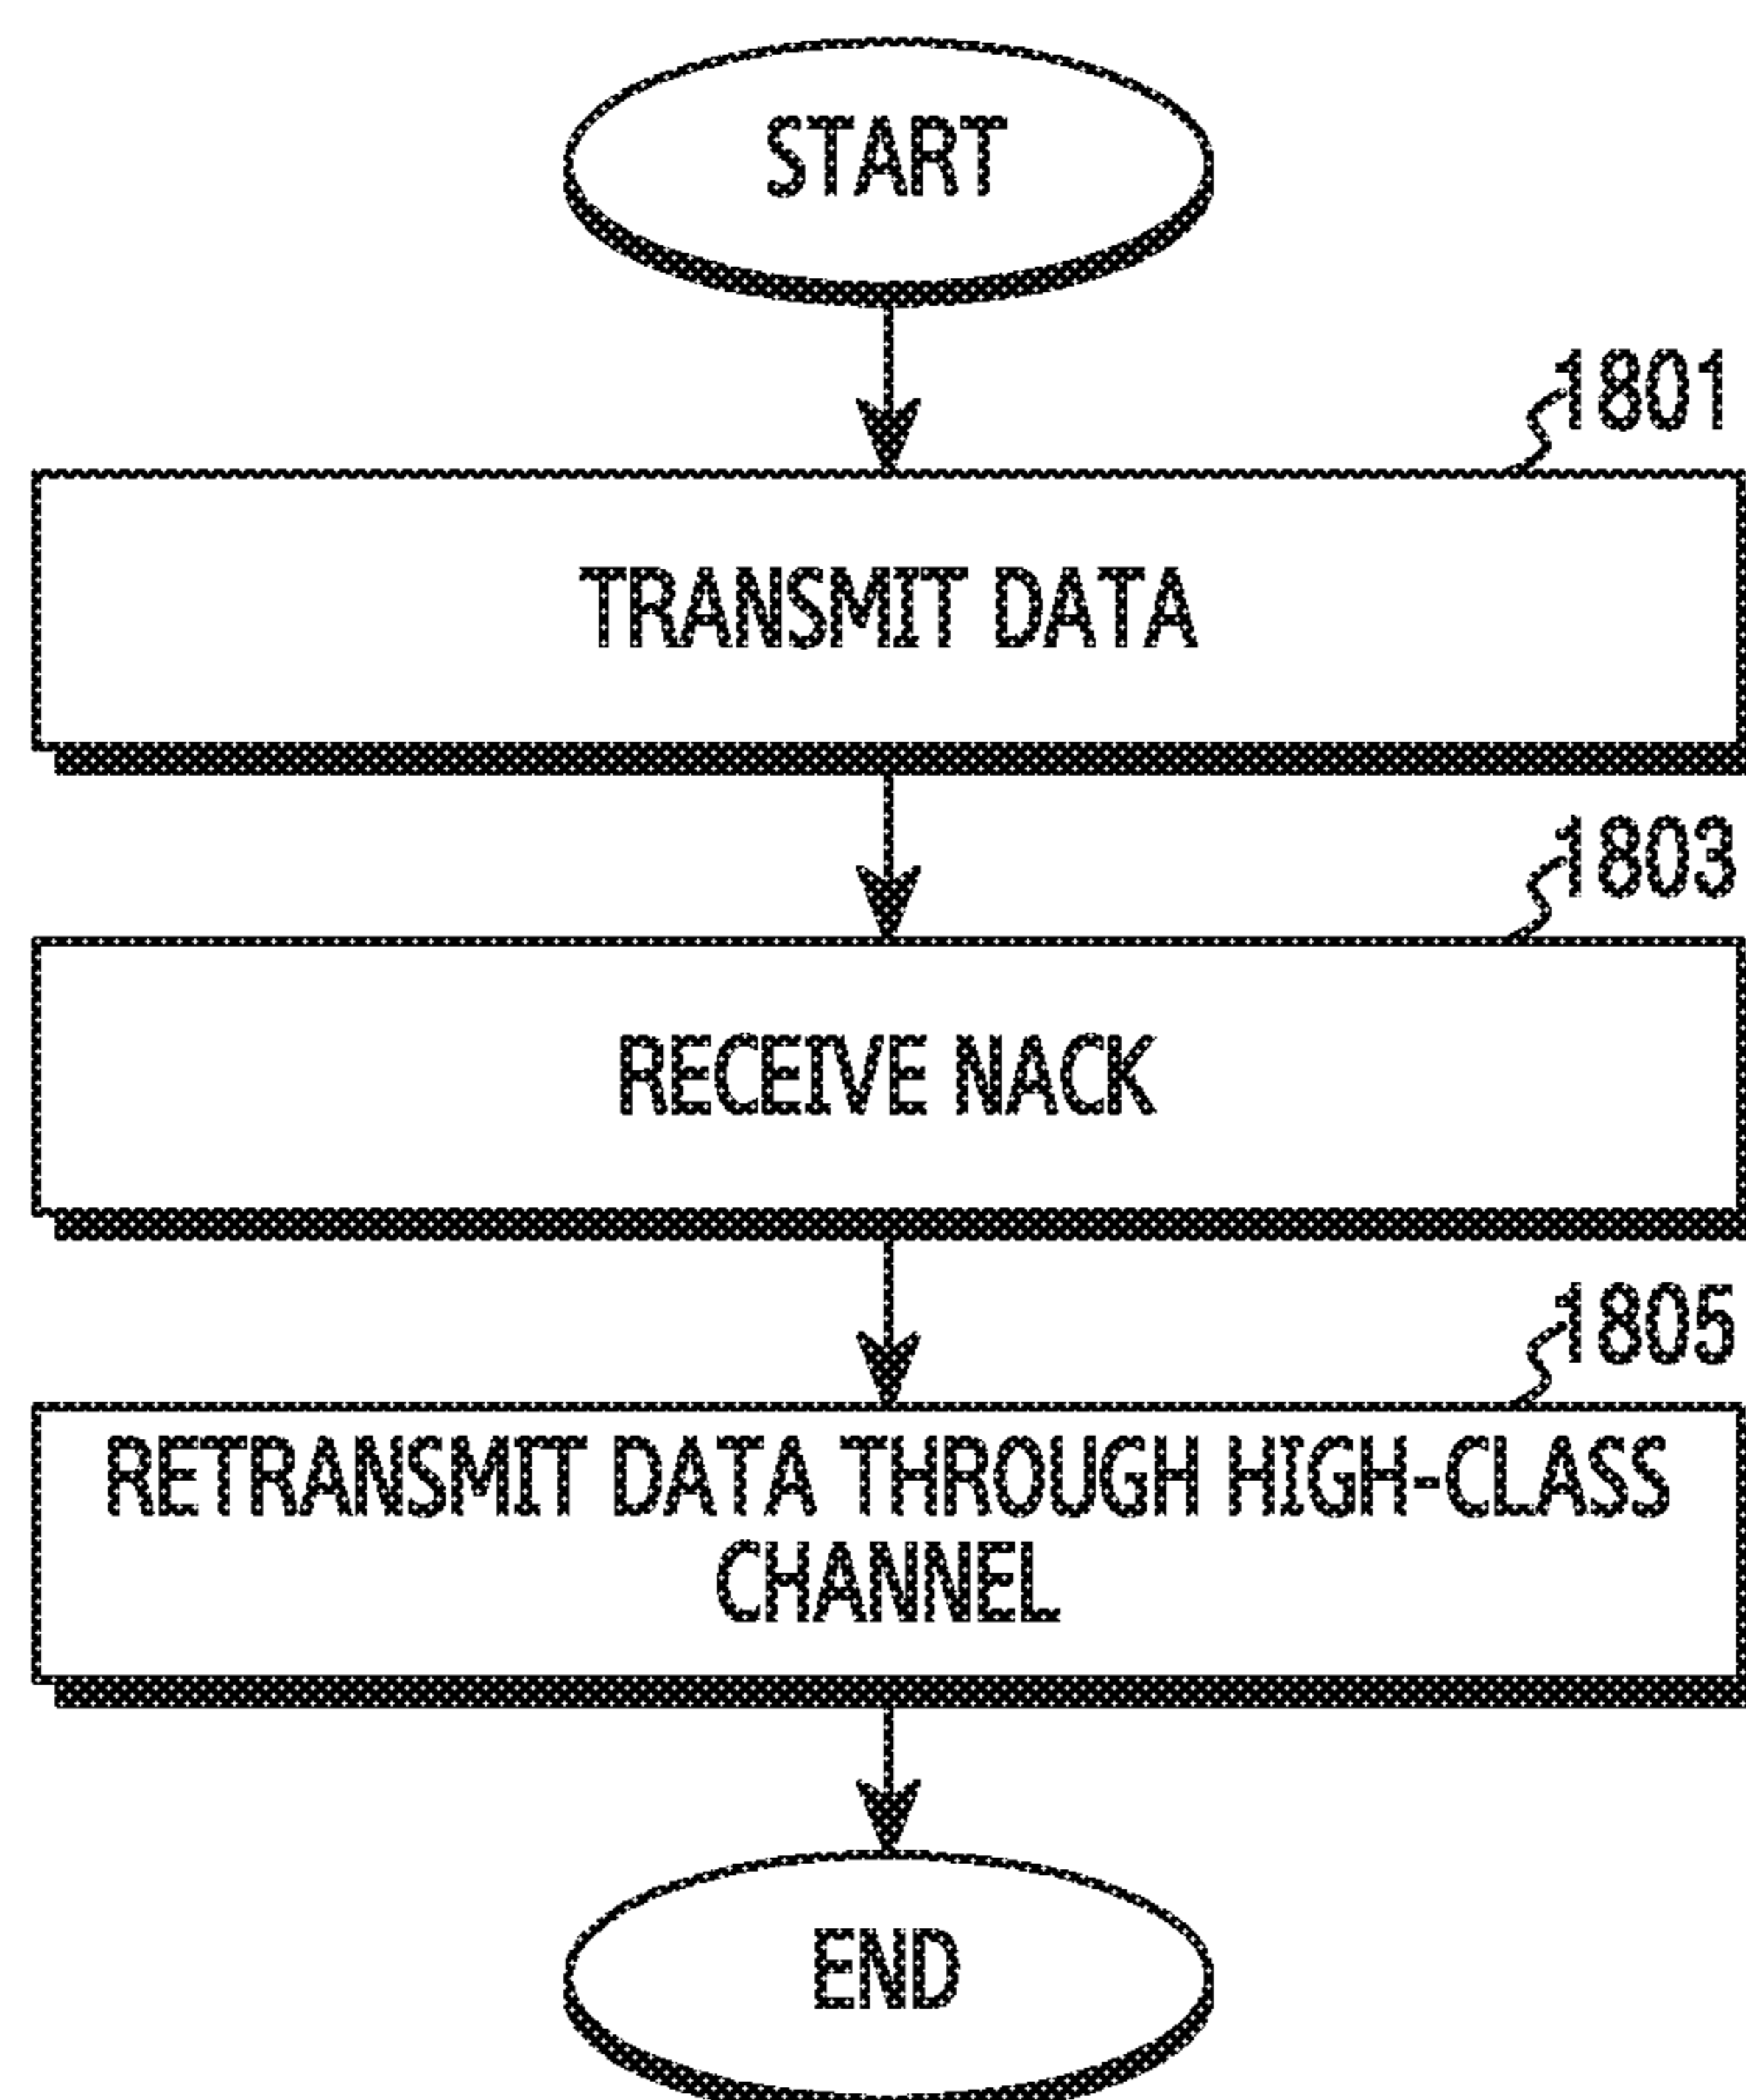 START
1801
TRANSMIT DATA
1803
RECEIVE NACK
1805
RETRANSMIT DATA THROUGH HIGH-CLASS
CHANNEL
END